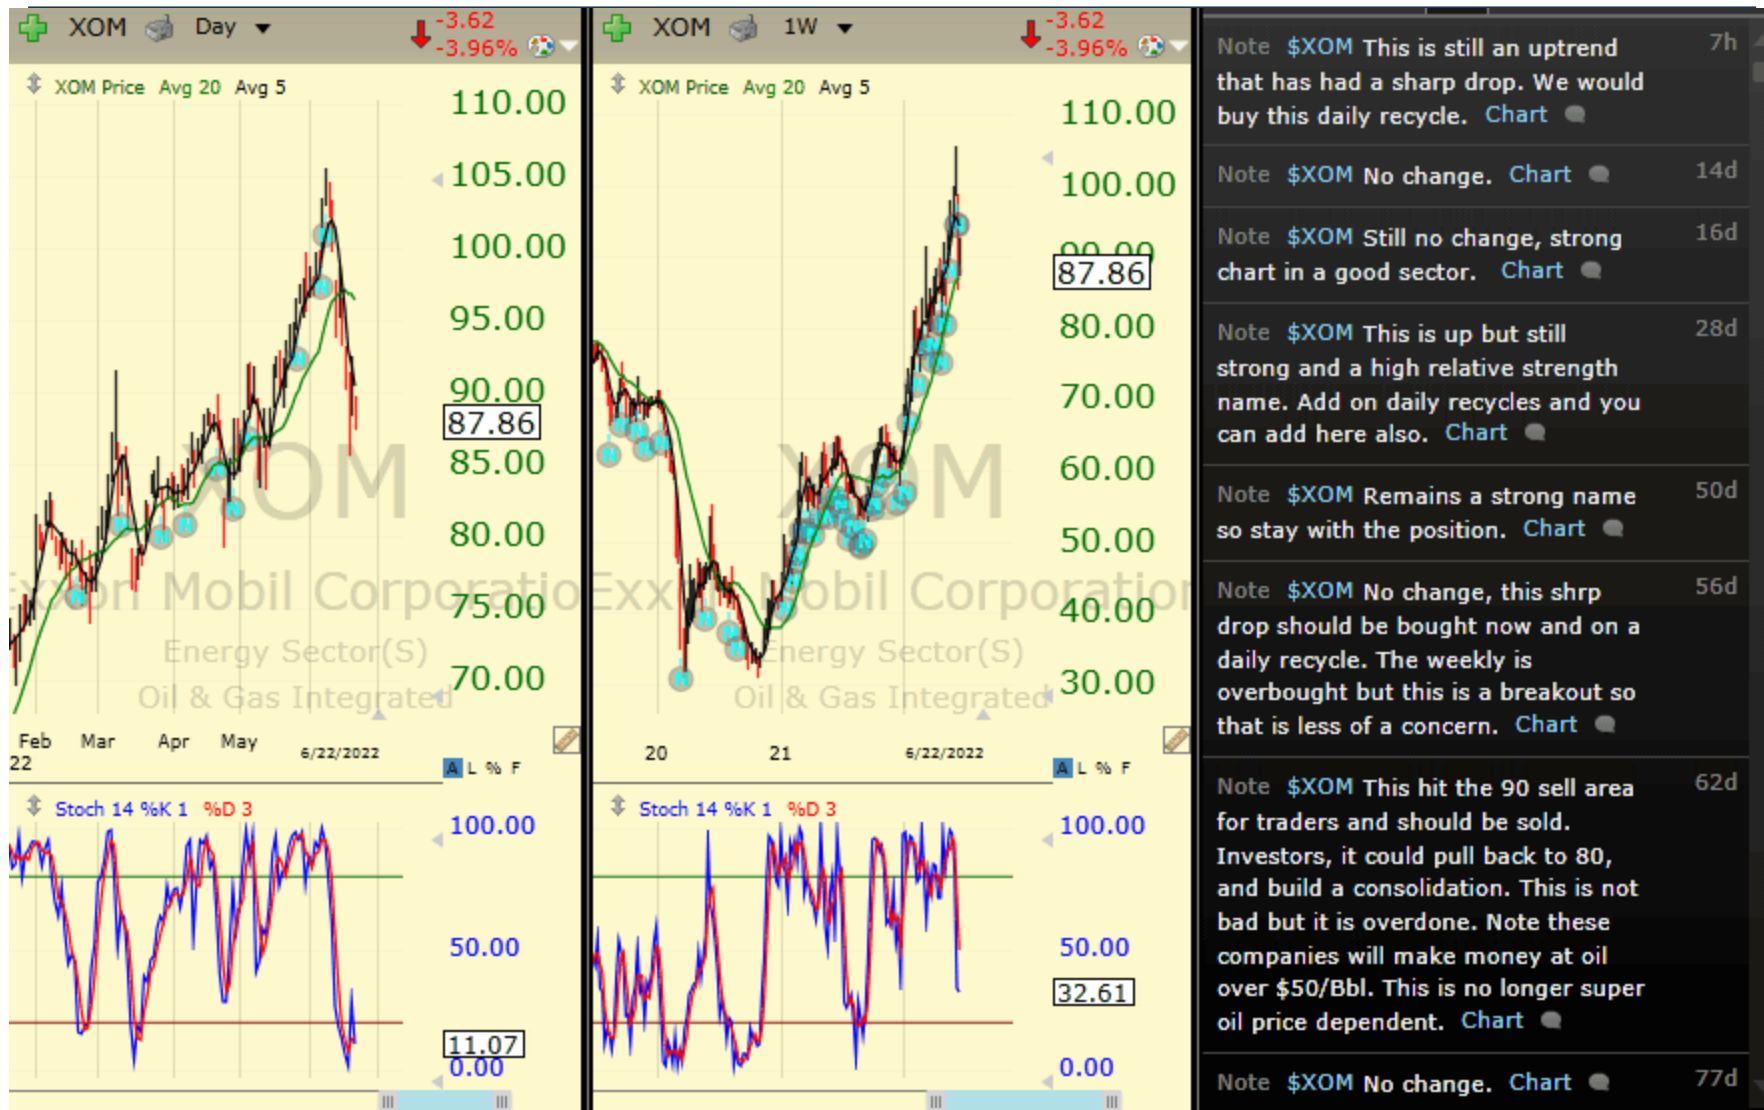 XOM Day
-3.62
-3.96%
XOM Price Avg 20 Avg 5
110.00
105.00
100.00
95.00
90.00
87.86
85.00
80.00
75.00
70.00
XOM
Exxon Mobil Corporatio
Energy Sector(S)
Oil & Gas Integrated
Feb Mar Apr May 6/22/2022
22
A L % F
Stoch 14 %K 1 %D 3
100.00
50.00
11.07
0.00
XOM 1W
-3.62
-3.96%
XOM Price Avg 20 Avg 5
110.00
100.00
90.00
87.86
80.00
70.00
60.00
50.00
40.00
30.00
XOM
Exxon Mobil Corporation
Energy Sector(S)
Oil & Gas Integrated
20 21 6/22/2022
A L % F
Stoch 14 %K 1 %D 3
100.00
50.00
32.61
0.00
Note $XOM This is still an uptrend 7h
that has had a sharp drop. We would
buy this daily recycle. Chart
Note $XOM No change. Chart 14d
Note $XOM Still no change, strong 16d
chart in a good sector. Chart
Note $XOM This is up but still 28d
strong and a high relative strength
name. Add on daily recycles and you
can add here also. Chart
Note $XOM Remains a strong name 50d
so stay with the position. Chart
Note $XOM No change, this shrp 56d
drop should be bought now and on a
daily recycle. The weekly is
overbought but this is a breakout so
that is less of a concern. Chart
Note $XOM This hit the 90 sell area 62d
for traders and should be sold.
Investors, it could pull back to 80,
and build a consolidation. This is not
bad but it is overdone. Note these
companies will make money at oil
over $50/Bbl. This is no longer super
oil price dependent. Chart
Note $XOM No change. Chart 77d